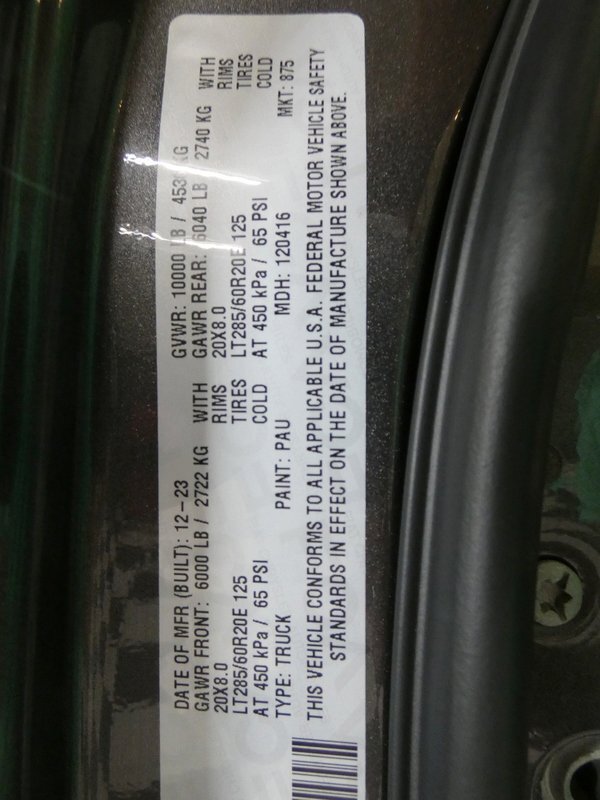 DATE OF MFR (BUILT): 12-23 GVWR: 10000 LB / KG
GAWR FRONT: 6000 LB / 2722 KG WITH GAWR REAR: 6040 LB 2740 KG WITH
20X8.0 RIMS 20X8.0 RIMS
LT285/60R20E 125 TIRES LT285/60R20E 125 TIRES
AT 450 kPa / 65 PSI COLD AT 450 kPa / 65 PSI COLD
TYPE: TRUCK PAINT: PAU MDH: 120416 MKT: 875
THIS VEHICLE CONFORMS TO ALL APPLICABLE U.S.A. FEDERAL MOTOR VEHICLE SAFETY
STANDARDS IN EFFECT ON THE DATE OF MANUFACTURE SHOWN ABOVE.